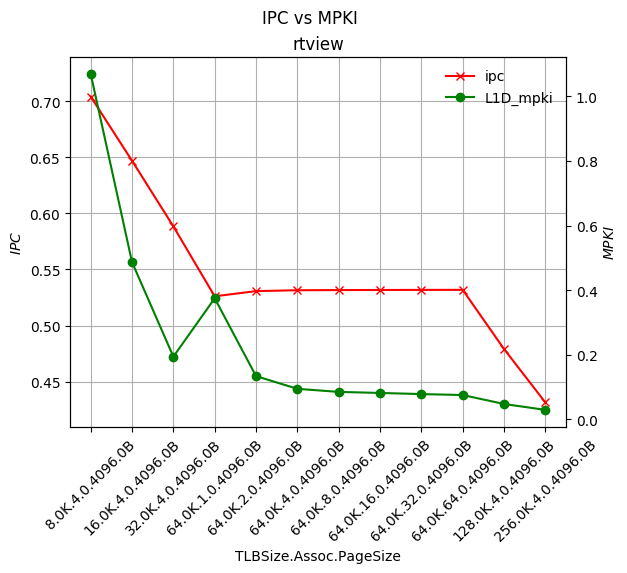 IPC vs MPKI
rtview
ipc
L1D_mpki
0.70
0.65
0.60
0.55
0.50
0.45
IPC
1.0
0.8
0.6
0.4
0.2
0.0
MPKI
8.0K.4.0.4096.0B
16.0K.4.0.4096.0B
32.0K.4.0.4096.0B
64.0K.1.0.4096.0B
64.0K.2.0.4096.0B
64.0K.4.0.4096.0B
64.0K.8.0.4096.0B
64.0K.16.0.4096.0B
64.0K.32.0.4096.0B
64.0K.64.0.4096.0B
128.0K.4.0.4096.0B
256.0K.4.0.4096.0B
TLBSize.Assoc.PageSize